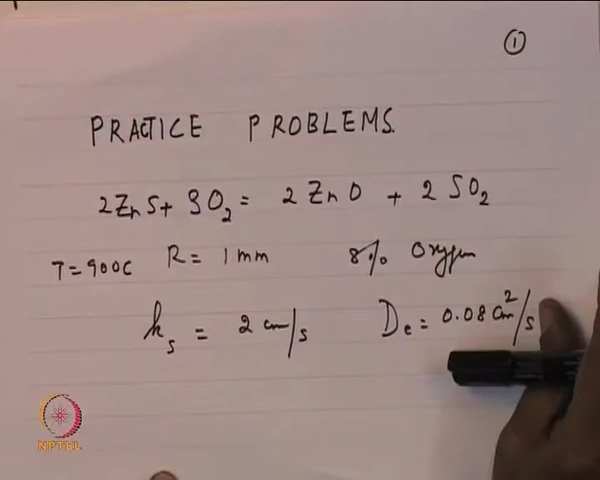 ①
PRACTICE PROBLEMS.
2ZnS + 3O₂ = 2ZnO + 2SO₂
T = 900C R = 1mm 8% Oxygen
kₛ = 2 cm/s Dₑ = 0.08 cm²/s
NPTEL